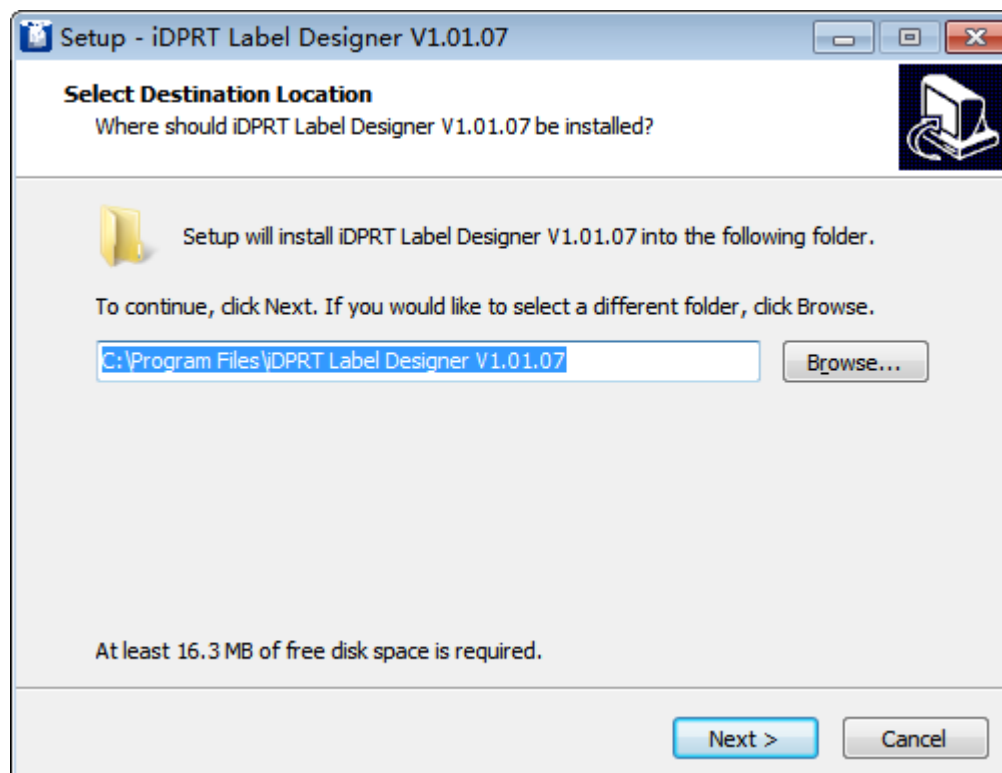 Setup - iDPRT Label Designer V1.01.07
Select Destination Location
Where should iDPRT Label Designer V1.01.07 be installed?
Setup will install iDPRT Label Designer V1.01.07 into the following folder.
To continue, click Next. If you would like to select a different folder, click Browse.
C:\Program Files\iDPRT Label Designer V1.01.07
Browse...
At least 16.3 MB of free disk space is required.
Next >
Cancel